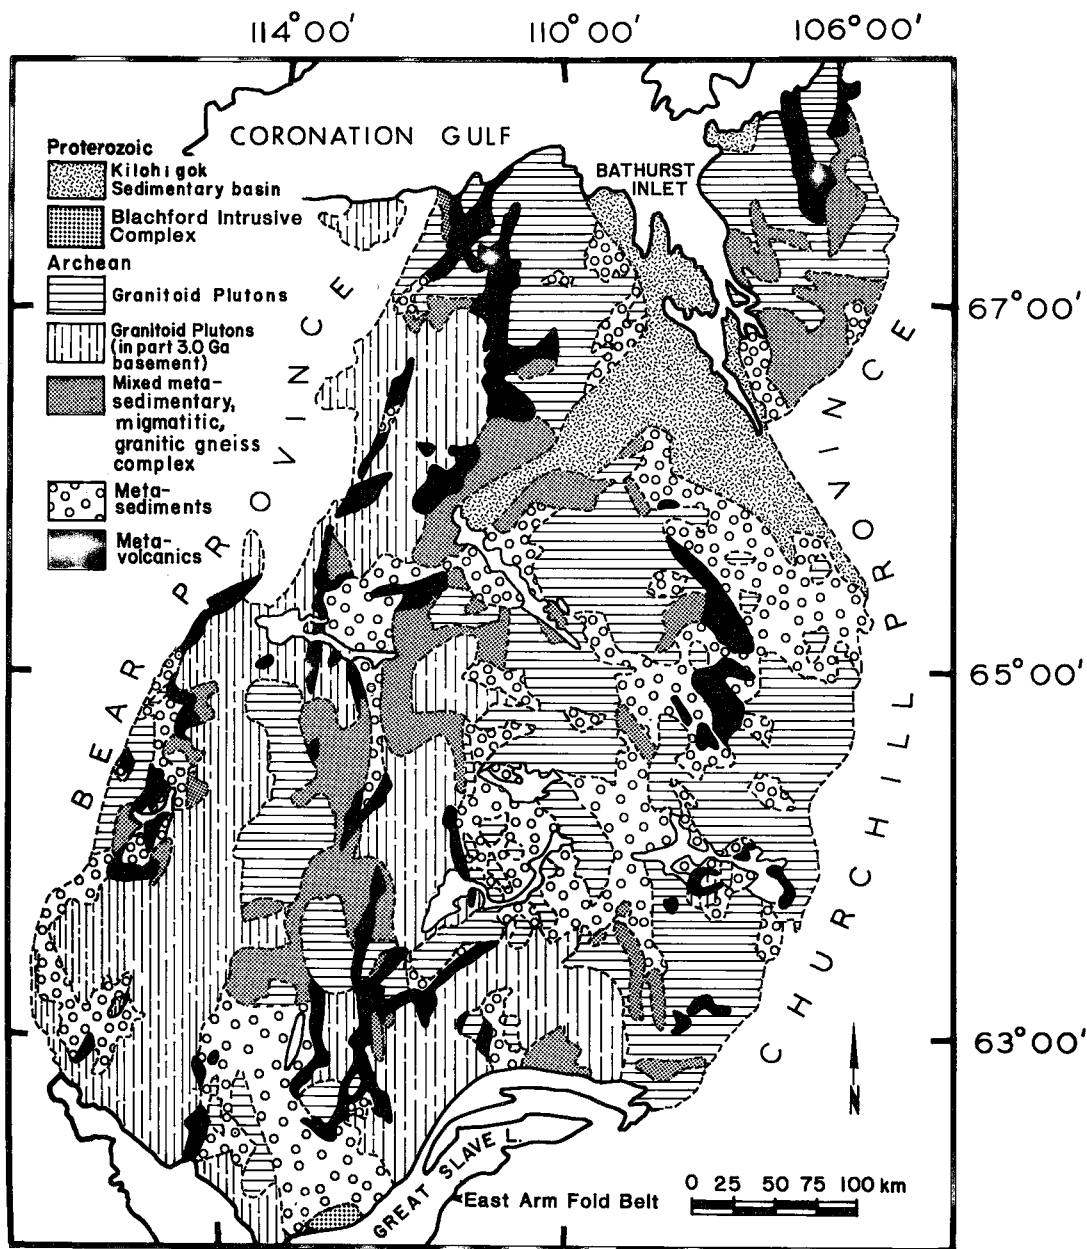 114°00' 110°00' 106°00'
CORONATION GULF
BATHURST
INLET
Proterozoic
Kilohigok
Sedimentary basin
Blachford Intrusive
Complex
Archean
Granitoid Plutons
Granitoid Plutons
(in part 3.0 Ga
basement)
Mixed meta-
sedimentary,
migmatitic,
granitic gneiss
complex
Meta-
sediments
Meta-
volcanics
67°00'
65°00'
63°00'
BEAR PROVINCE
CHURCHILL PROVINCE
N
GREAT SLAVE L.
East Arm Fold Belt
0 25 50 75 100 km